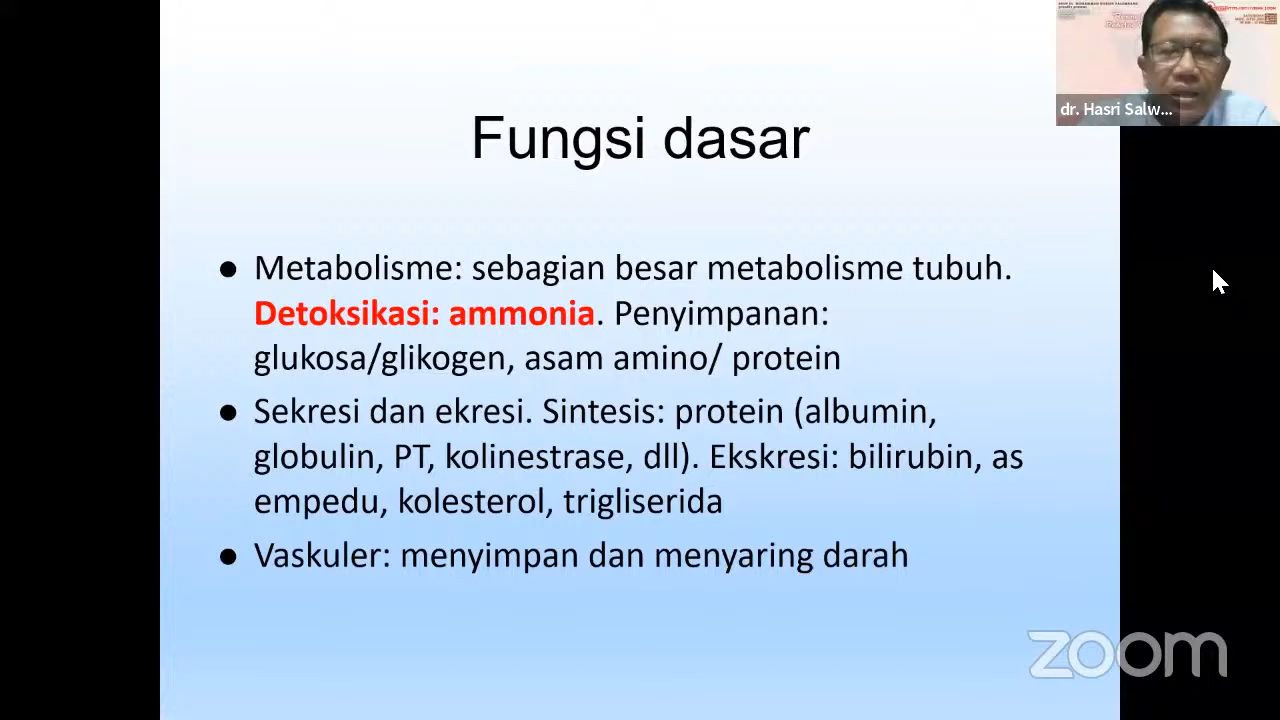 dr. Hasri Salw...
Fungsi dasar
● Metabolisme: sebagian besar metabolisme tubuh.
Detoksikasi: ammonia. Penyimpanan:
glukosa/glikogen, asam amino/ protein
● Sekresi dan ekresi. Sintesis: protein (albumin,
globulin, PT, kolinestrase, dll). Ekskresi: bilirubin, as
empedu, kolesterol, trigliserida
● Vaskuler: menyimpan dan menyaring darah
zoom